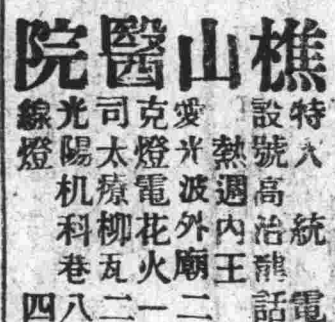 樵山醫院
特設愛克司光線
大號熱光燈太陽燈
高週波電療机
統治內外花柳科
龍王廟火瓦巷
電話二一二八四